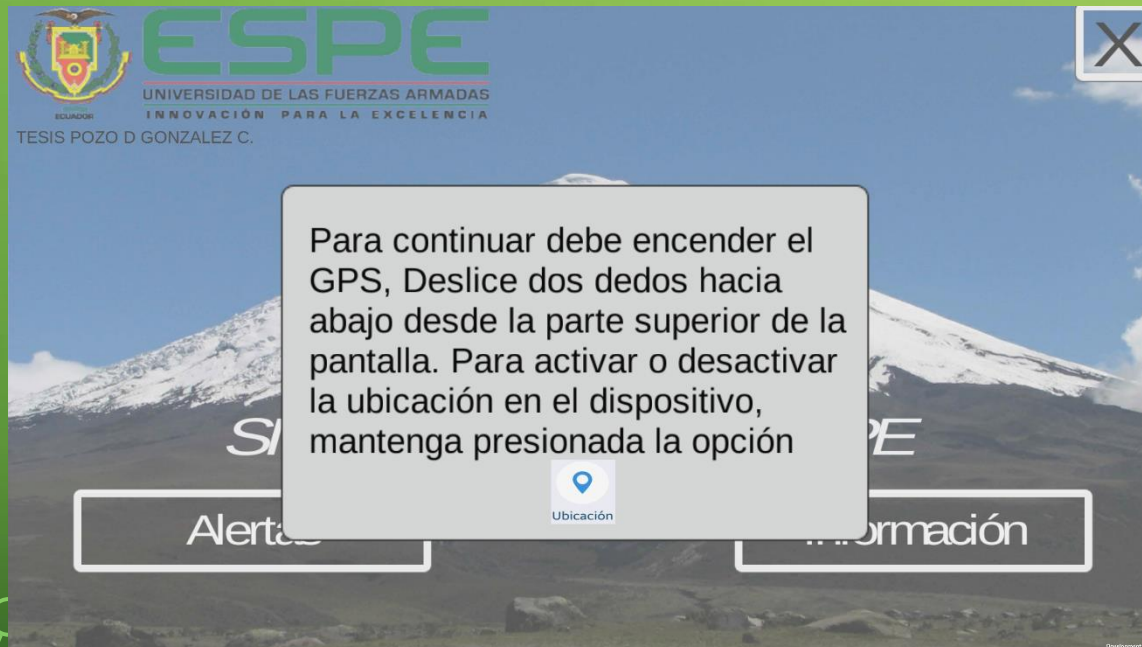 ESPE
UNIVERSIDAD DE LAS FUERZAS ARMADAS
INNOVACIÓN PARA LA EXCELENCIA
ECUADOR
TESIS POZO D GONZALEZ C.
X
Para continuar debe encender el
GPS, Deslice dos dedos hacia
abajo desde la parte superior de la
pantalla. Para activar o desactivar
la ubicación en el dispositivo,
mantenga presionada la opción
Ubicación
Alertas
Información